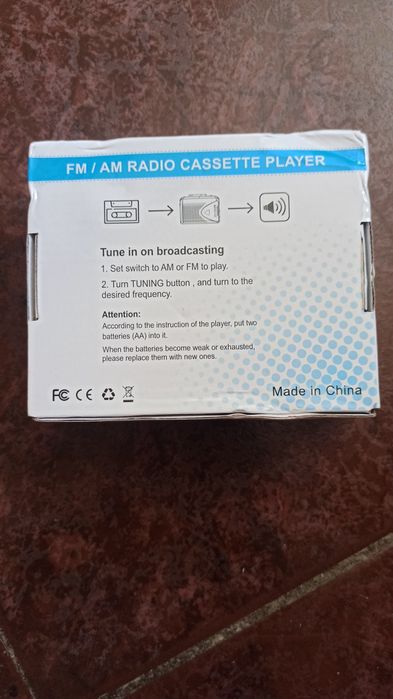 FM / AM RADIO CASSETTE PLAYER
Tune in on broadcasting
1. Set switch to AM or FM to play.
2. Turn TUNING button , and turn to the
desired frequency.
Attention:
According to the instruction of the player, put two
batteries (AA) into it.
When the batteries become weak or exhausted,
please replace them with new ones.
FC CE
Made in China